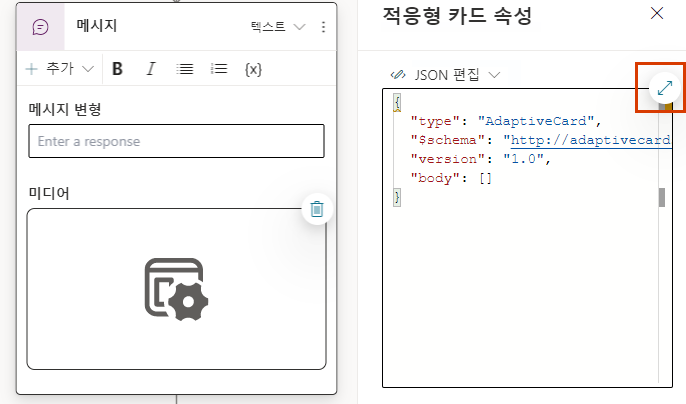 메시지
텍스트
추가
B
I
{x}
메시지 변형
Enter a response
미디어
적응형 카드 속성
JSON 편집
{
"type": "AdaptiveCard",
"$schema": "http://adaptivecard
"version": "1.0",
"body": []
}